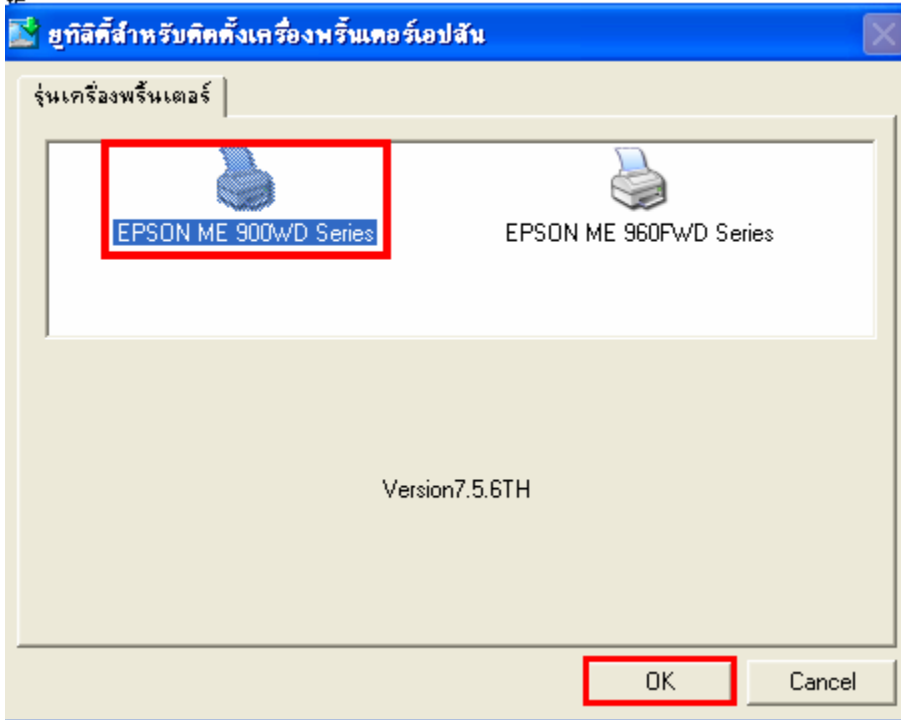 ยูทิลิตี้สำหรับติดตั้งเครื่องพริ้นเตอร์เอปสัน
รุ่นเครื่องพริ้นเตอร์
EPSON ME 900WD Series
EPSON ME 960FWD Series
Version7.5.6TH
OK
Cancel